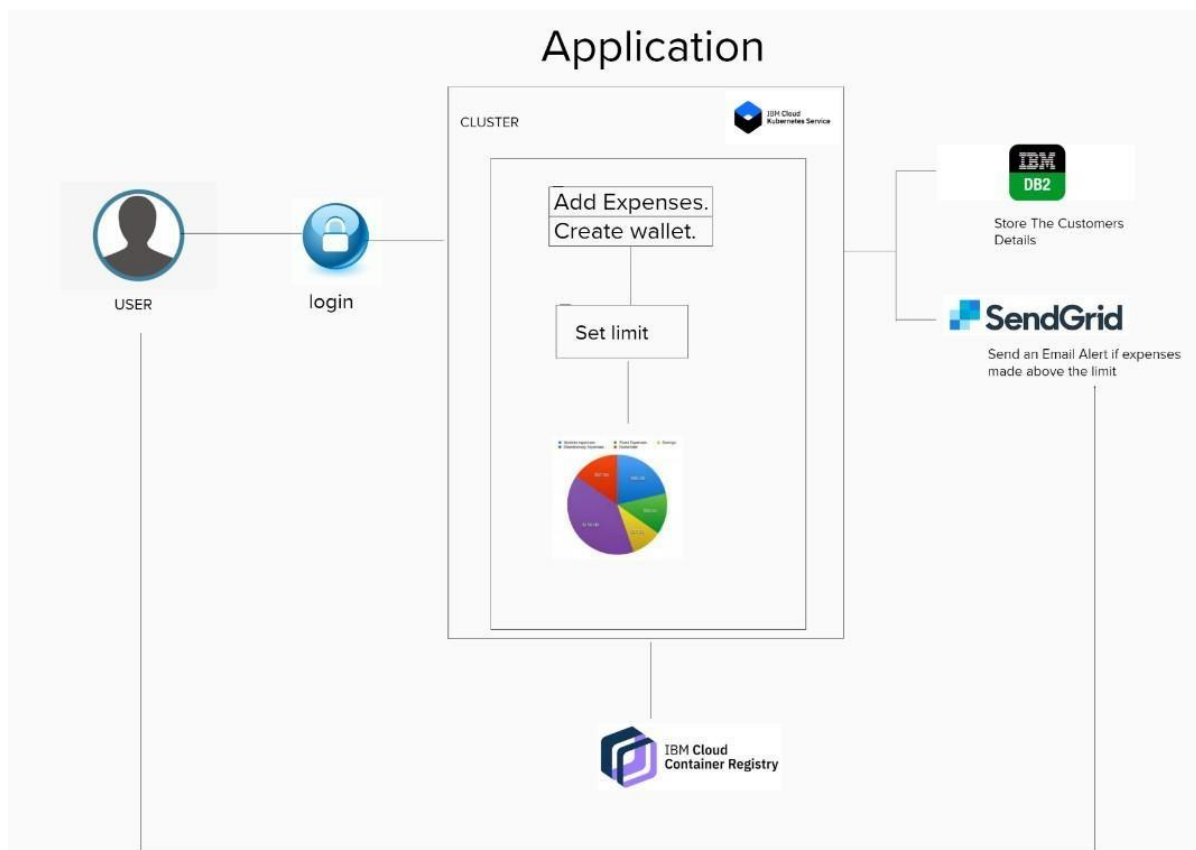 Application
CLUSTER
IBM Cloud
Kubernetes Service
Add Expenses.
Create wallet.
Set limit
USER
login
IBM
DB2
Store The Customers
Details
SendGrid
Send an Email Alert if expenses
made above the limit
IBM Cloud
Container Registry